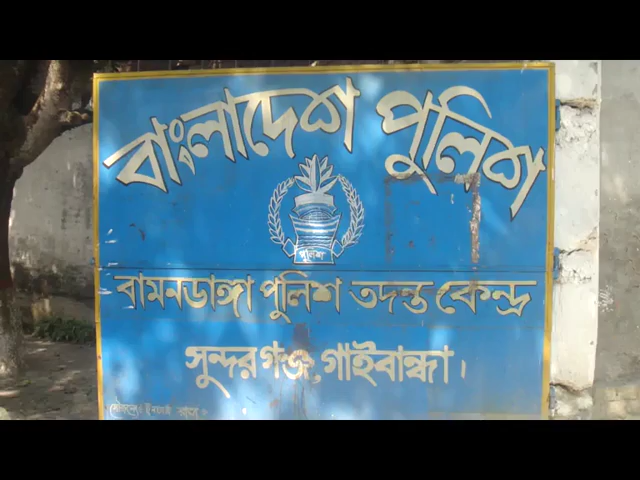 বাংলাদেশ পুলিশ
পুলিশ
বামনডাঙ্গা পুলিশ তদন্ত কেন্দ্র
সুন্দরগঞ্জ, গাইবান্ধা।